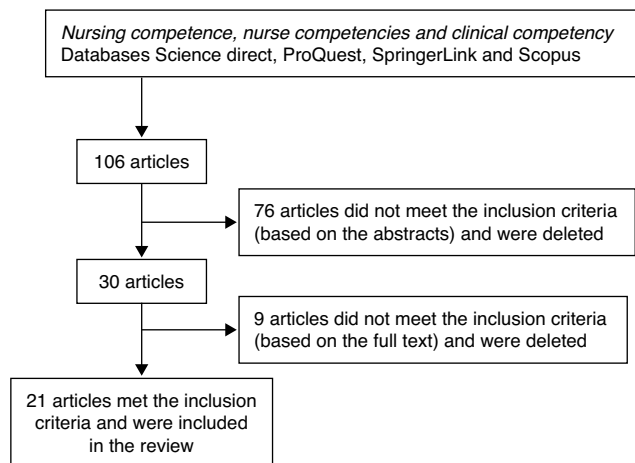 Nursing competence, nurse competencies and clinical competency
Databases Science direct, ProQuest, SpringerLink and Scopus
106 articles
76 articles did not meet the inclusion criteria
(based on the abstracts) and were deleted
30 articles
9 articles did not meet the inclusion criteria
(based on the full text) and were deleted
21 articles met the inclusion
criteria and were included
in the review